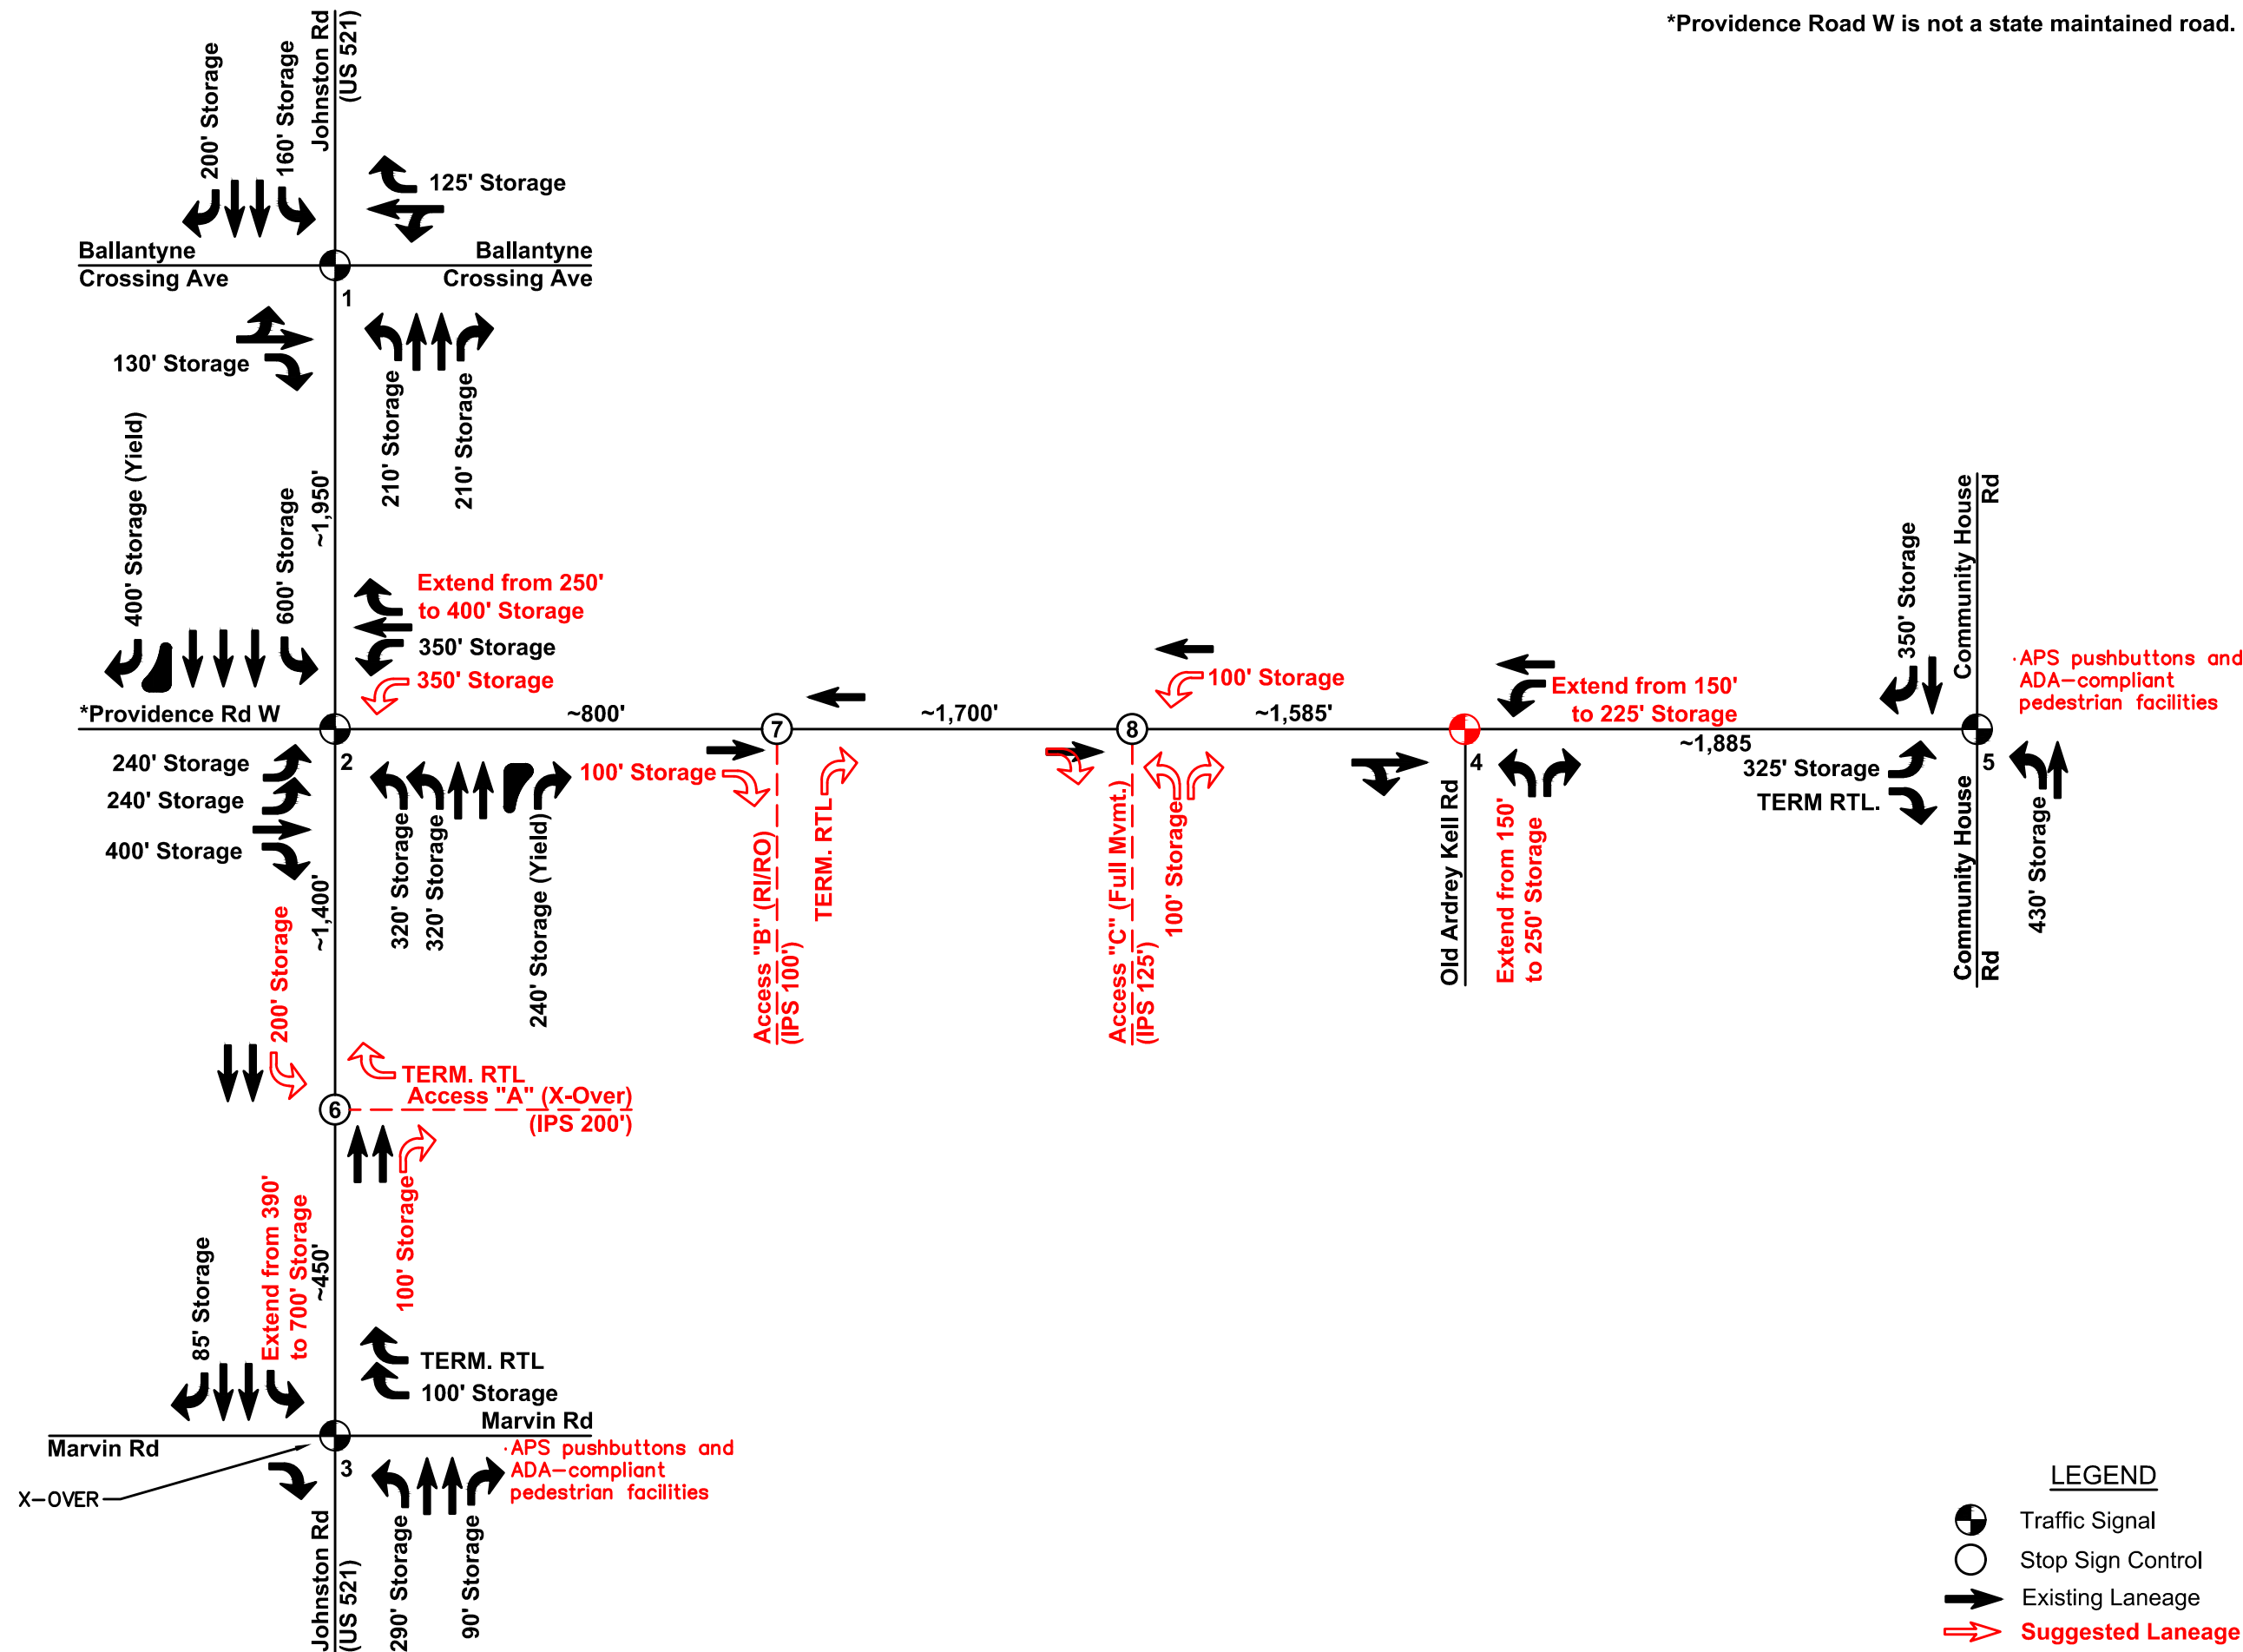 *Providence Road W is not a state maintained road.
Johnston Rd
(US 521)
200' Storage
160' Storage
125' Storage
Ballantyne
Crossing Ave
Ballantyne
Crossing Ave
1
130' Storage
210' Storage
210' Storage
~1,950'
400' Storage (Yield)
600' Storage
Extend from 250'
to 400' Storage
350' Storage
350' Storage
*Providence Rd W
2
240' Storage
240' Storage
400' Storage
320' Storage
320' Storage
240' Storage (Yield)
~800'
7
100' Storage
TERM. RTL
Access "B" (RI/RO)
(IPS 100')
~1,700'
8
100' Storage
100' Storage
Access "C" (Full Mvmt.)
(IPS 125')
~1,585'
4
Extend from 150'
to 225' Storage
Old Ardrey Kell Rd
Extend from 150'
to 250' Storage
~1,885
350' Storage
Community House
Rd
·APS pushbuttons and
ADA-compliant
pedestrian facilities
5
325' Storage
TERM RTL.
430' Storage
Community House
Rd
~1,400'
200' Storage
TERM. RTL
Access "A" (X-Over)
(IPS 200')
6
100' Storage
~450'
85' Storage
Extend from 390'
to 700' Storage
TERM. RTL
100' Storage
Marvin Rd
Marvin Rd
3
X-OVER
·APS pushbuttons and
ADA-compliant
pedestrian facilities
290' Storage
90' Storage
Johnston Rd
(US 521)
LEGEND
Traffic Signal
Stop Sign Control
Existing Laneage
Suggested Laneage